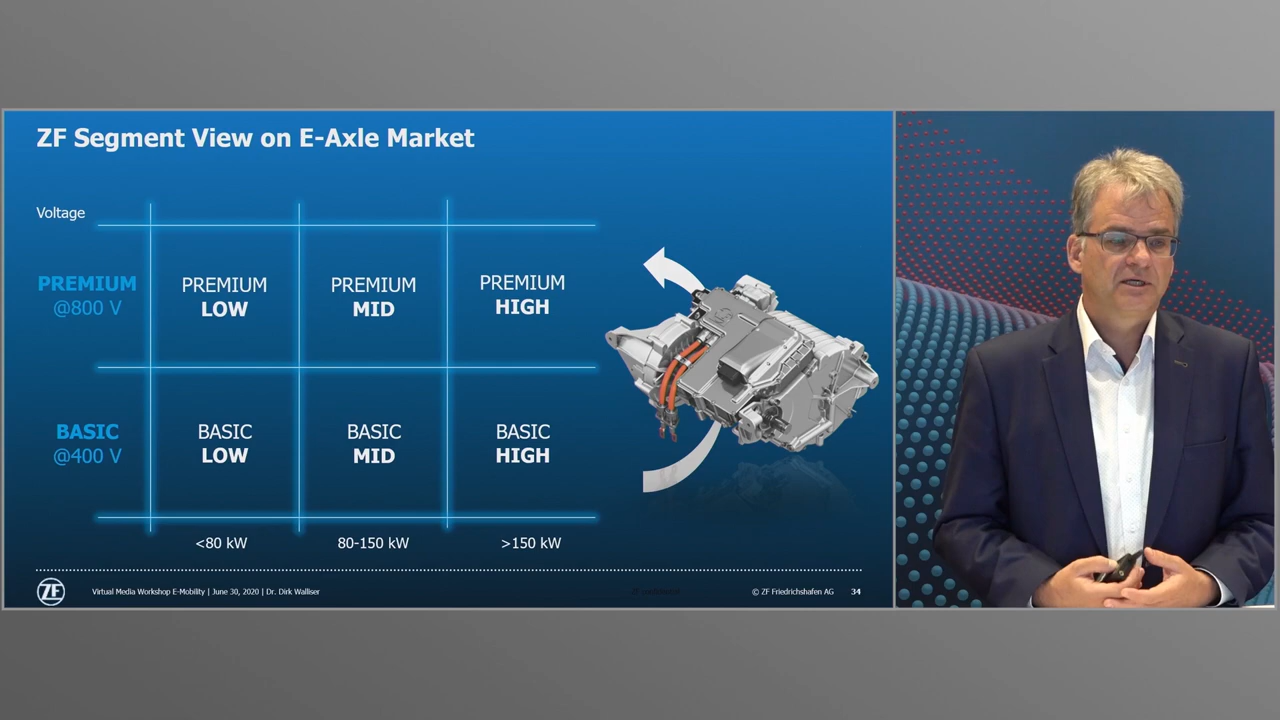 ZF Segment View on E-Axle Market
Voltage
PREMIUM
@800 V
PREMIUM
LOW
PREMIUM
MID
PREMIUM
HIGH
BASIC
@400 V
BASIC
LOW
BASIC
MID
BASIC
HIGH
<80 kW
80-150 kW
>150 kW
ZF
Virtual Media Workshop E-Mobility | June 30, 2020 | Dr. Dirk Walliser
© ZF Friedrichshafen AG
34